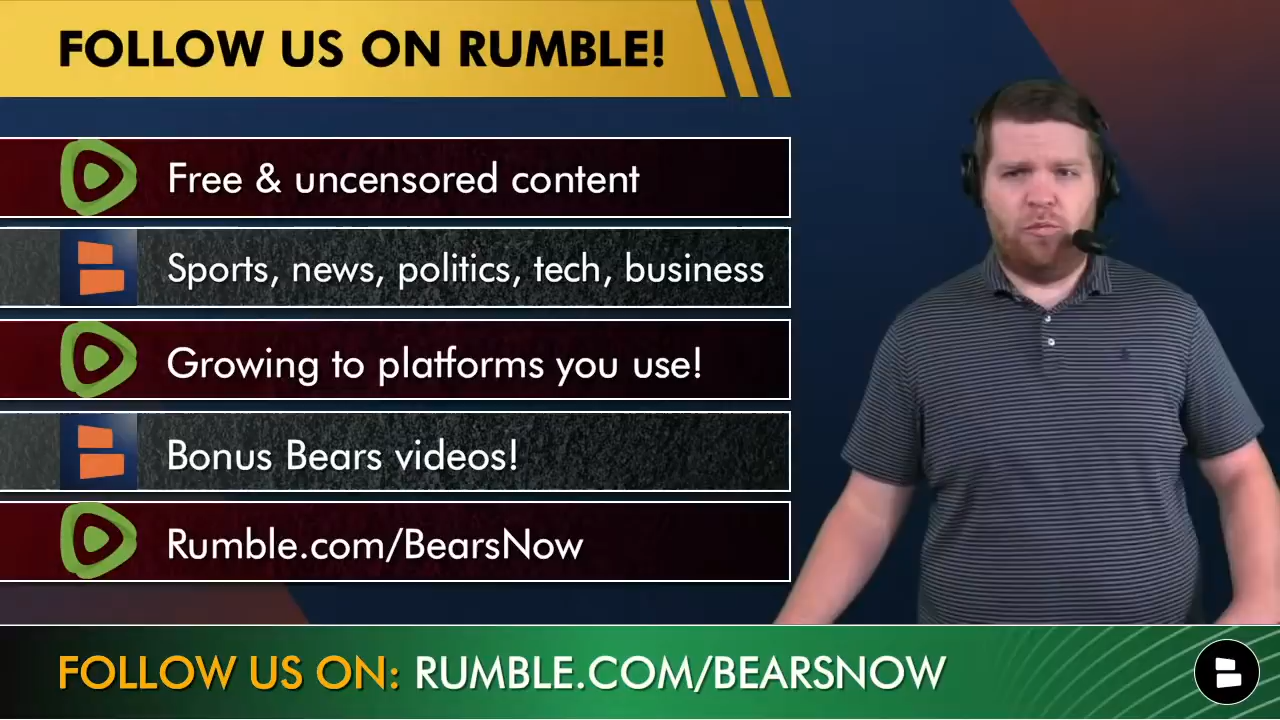 FOLLOW US ON RUMBLE!
Free & uncensored content
Sports, news, politics, tech, business
Growing to platforms you use!
Bonus Bears videos!
Rumble.com/BearsNow
FOLLOW US ON: RUMBLE.COM/BEARSNOW